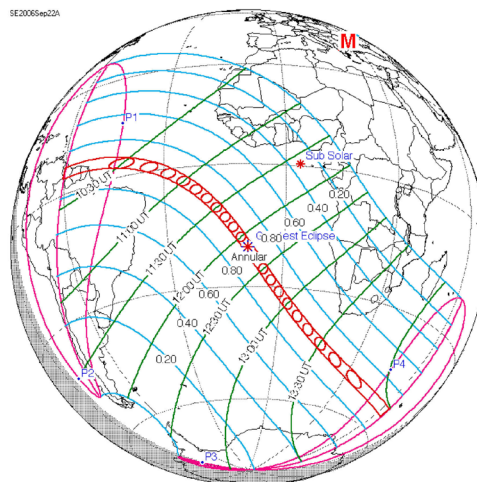 SE2006Sep22A
M
P1
Sub Solar
10:30 UT
11:00 UT
0.20
0.40
0.60
0.80
Annular
11:30 UT
0.80
12:00 UT
0.60
12:30 UT
0.40
13:00 UT
0.20
13:30 UT
P4
P2
P3